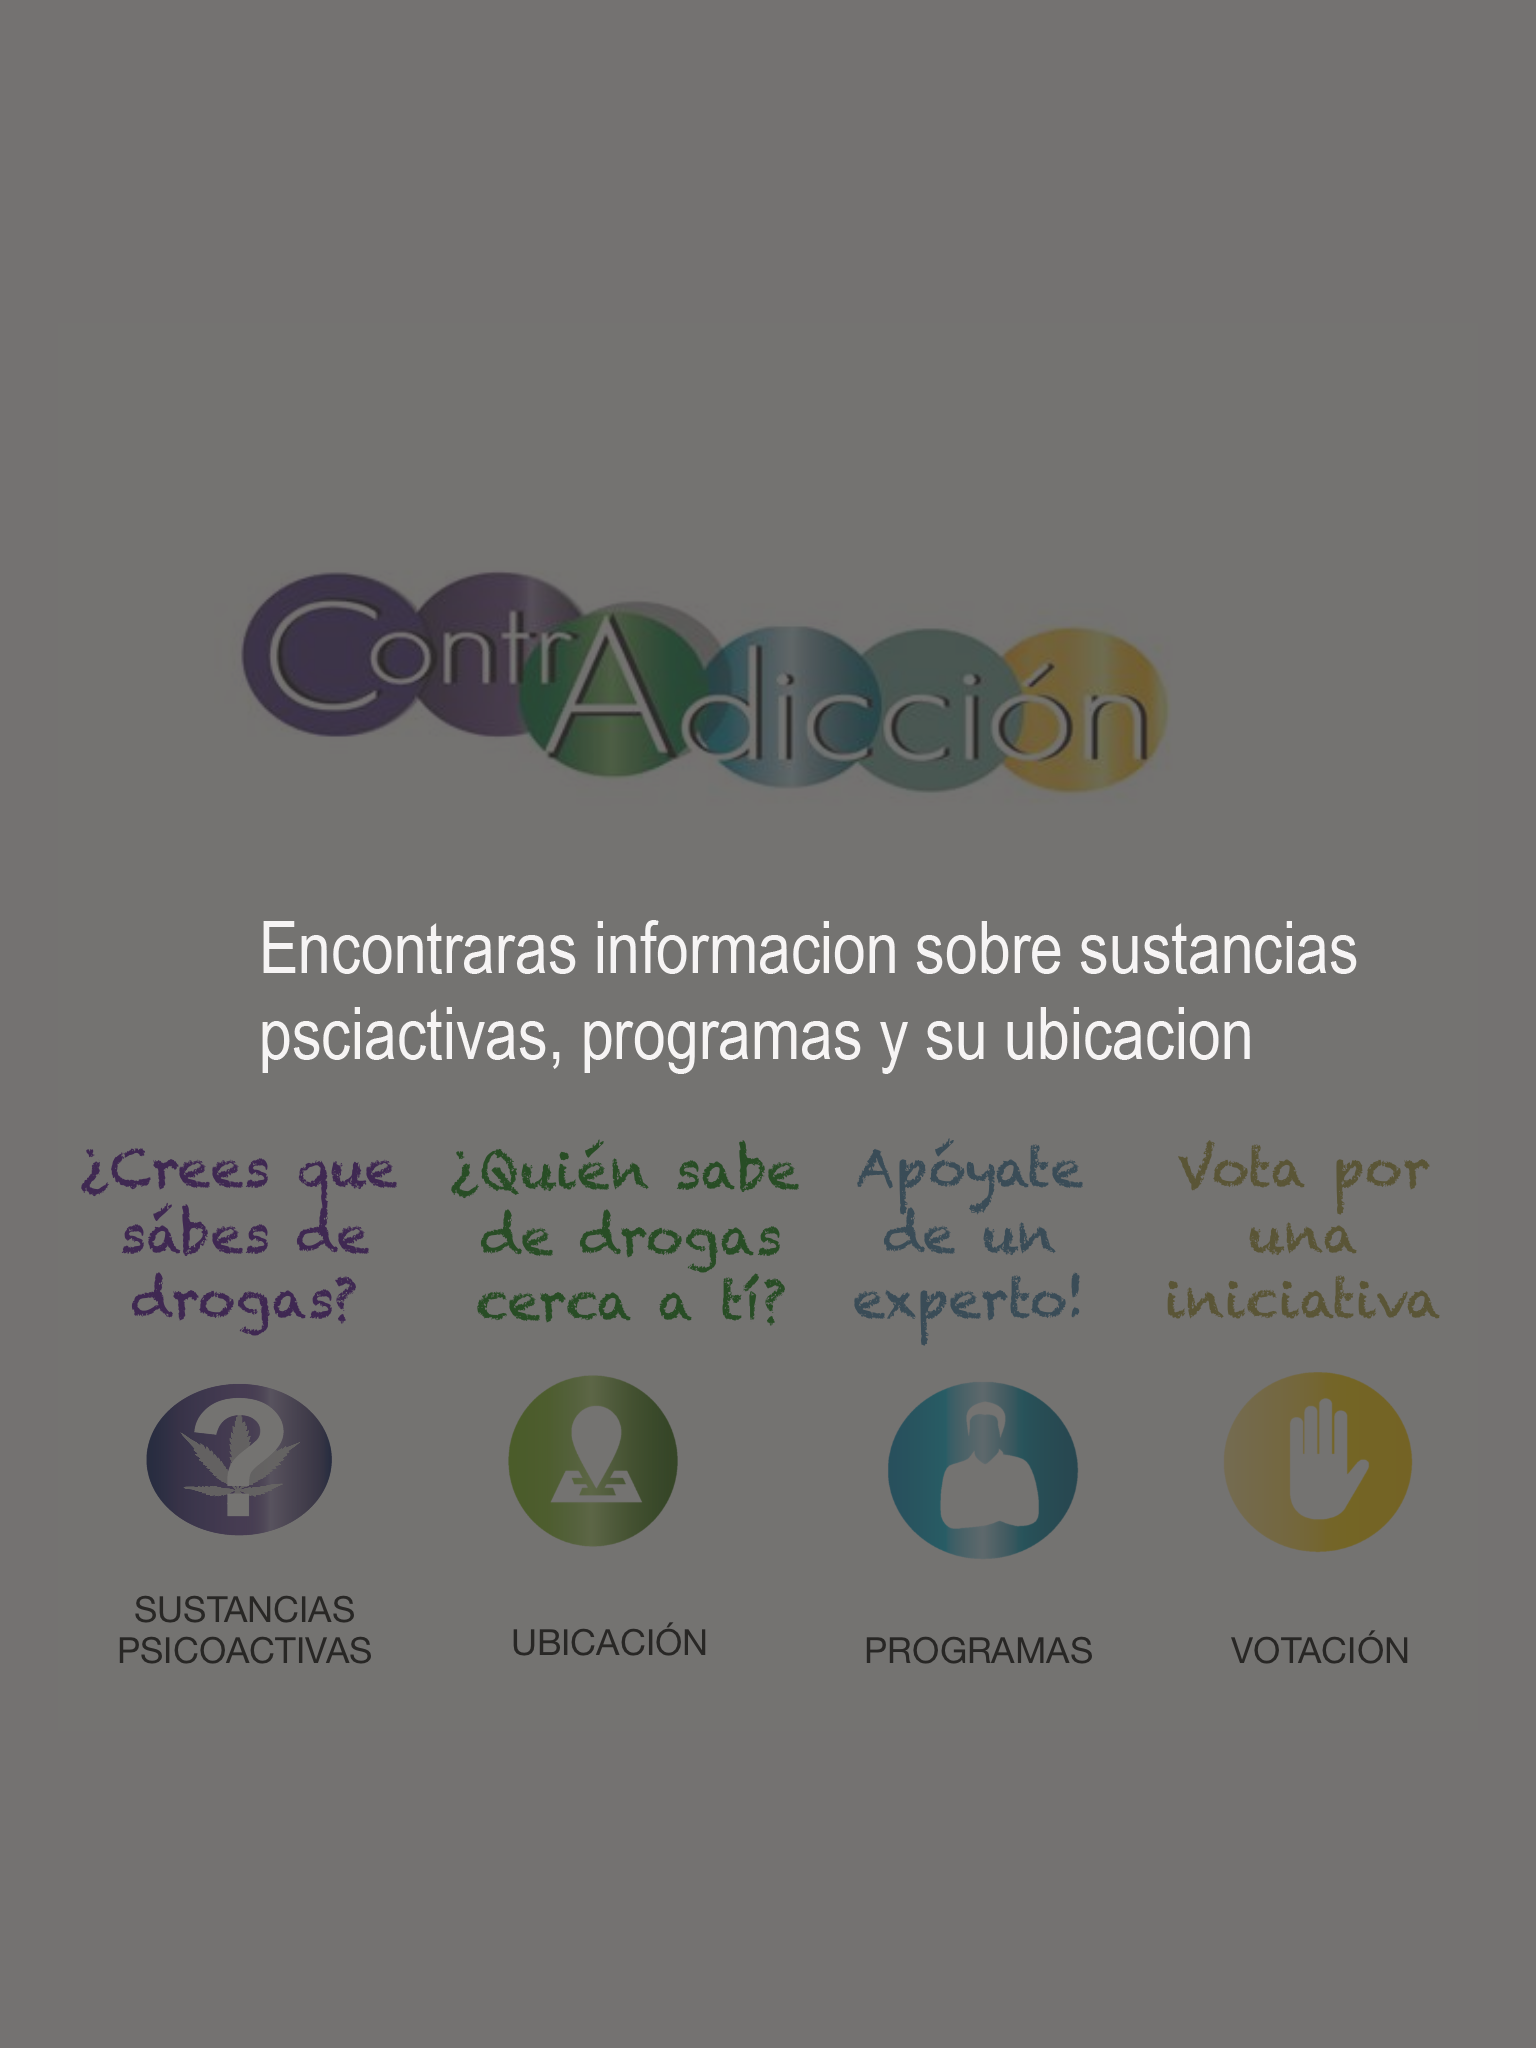 ContrAdicción
Encontraras informacion sobre sustancias
psciactivas, programas y su ubicacion
¿Crees que
sábes de
drogas?
¿Quién sabe
de drogas
cerca a tí?
Apóyate
de un
experto!
Vota por
una
iniciativa
SUSTANCIAS
PSICOACTIVAS
UBICACIÓN
PROGRAMAS
VOTACIÓN